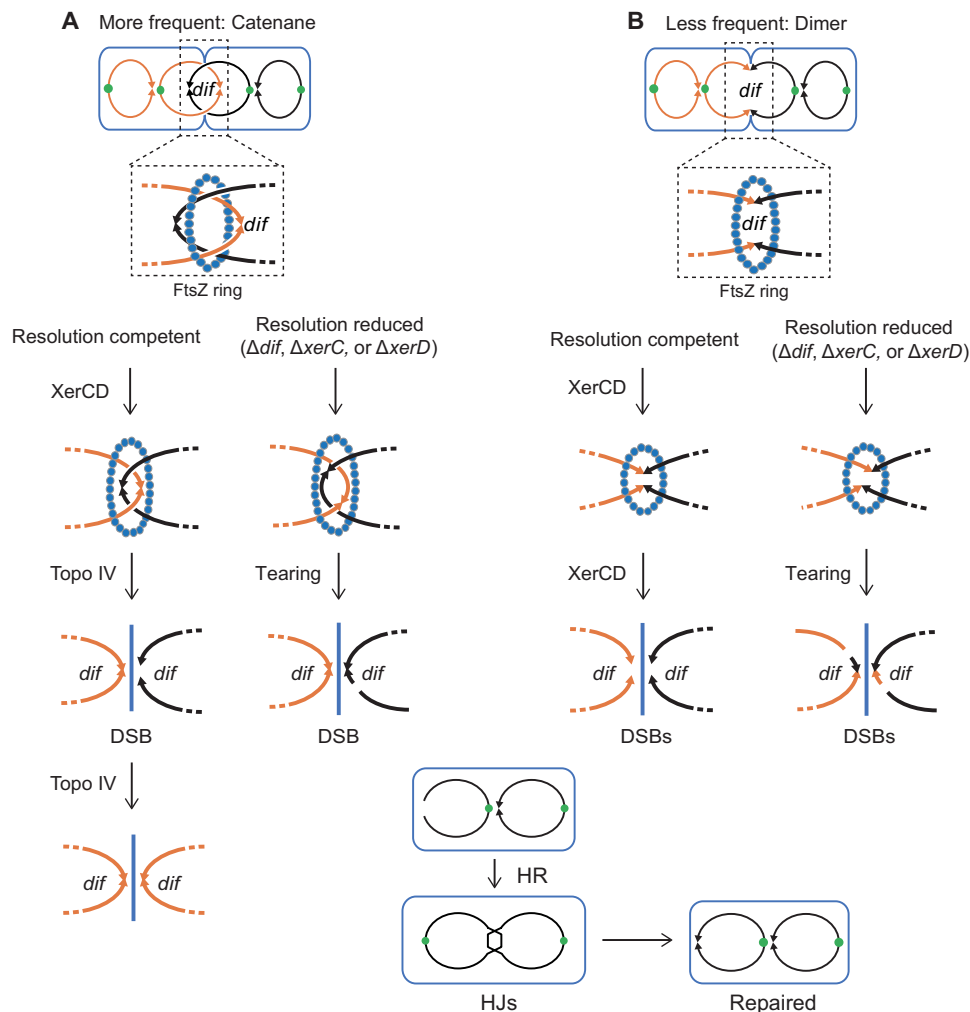 A More frequent: Catenane
dif
dif
FtsZ ring
Resolution competent
Resolution reduced
(Δdif, ΔxerC, or ΔxerD)
XerCD
Topo IV
Tearing
dif dif
dif dif
DSB
DSB
Topo IV
dif dif
B Less frequent: Dimer
dif
dif
FtsZ ring
Resolution competent
Resolution reduced
(Δdif, ΔxerC, or ΔxerD)
XerCD
XerCD
Tearing
dif dif
dif dif
DSBs
DSBs
HR
HJs
Repaired